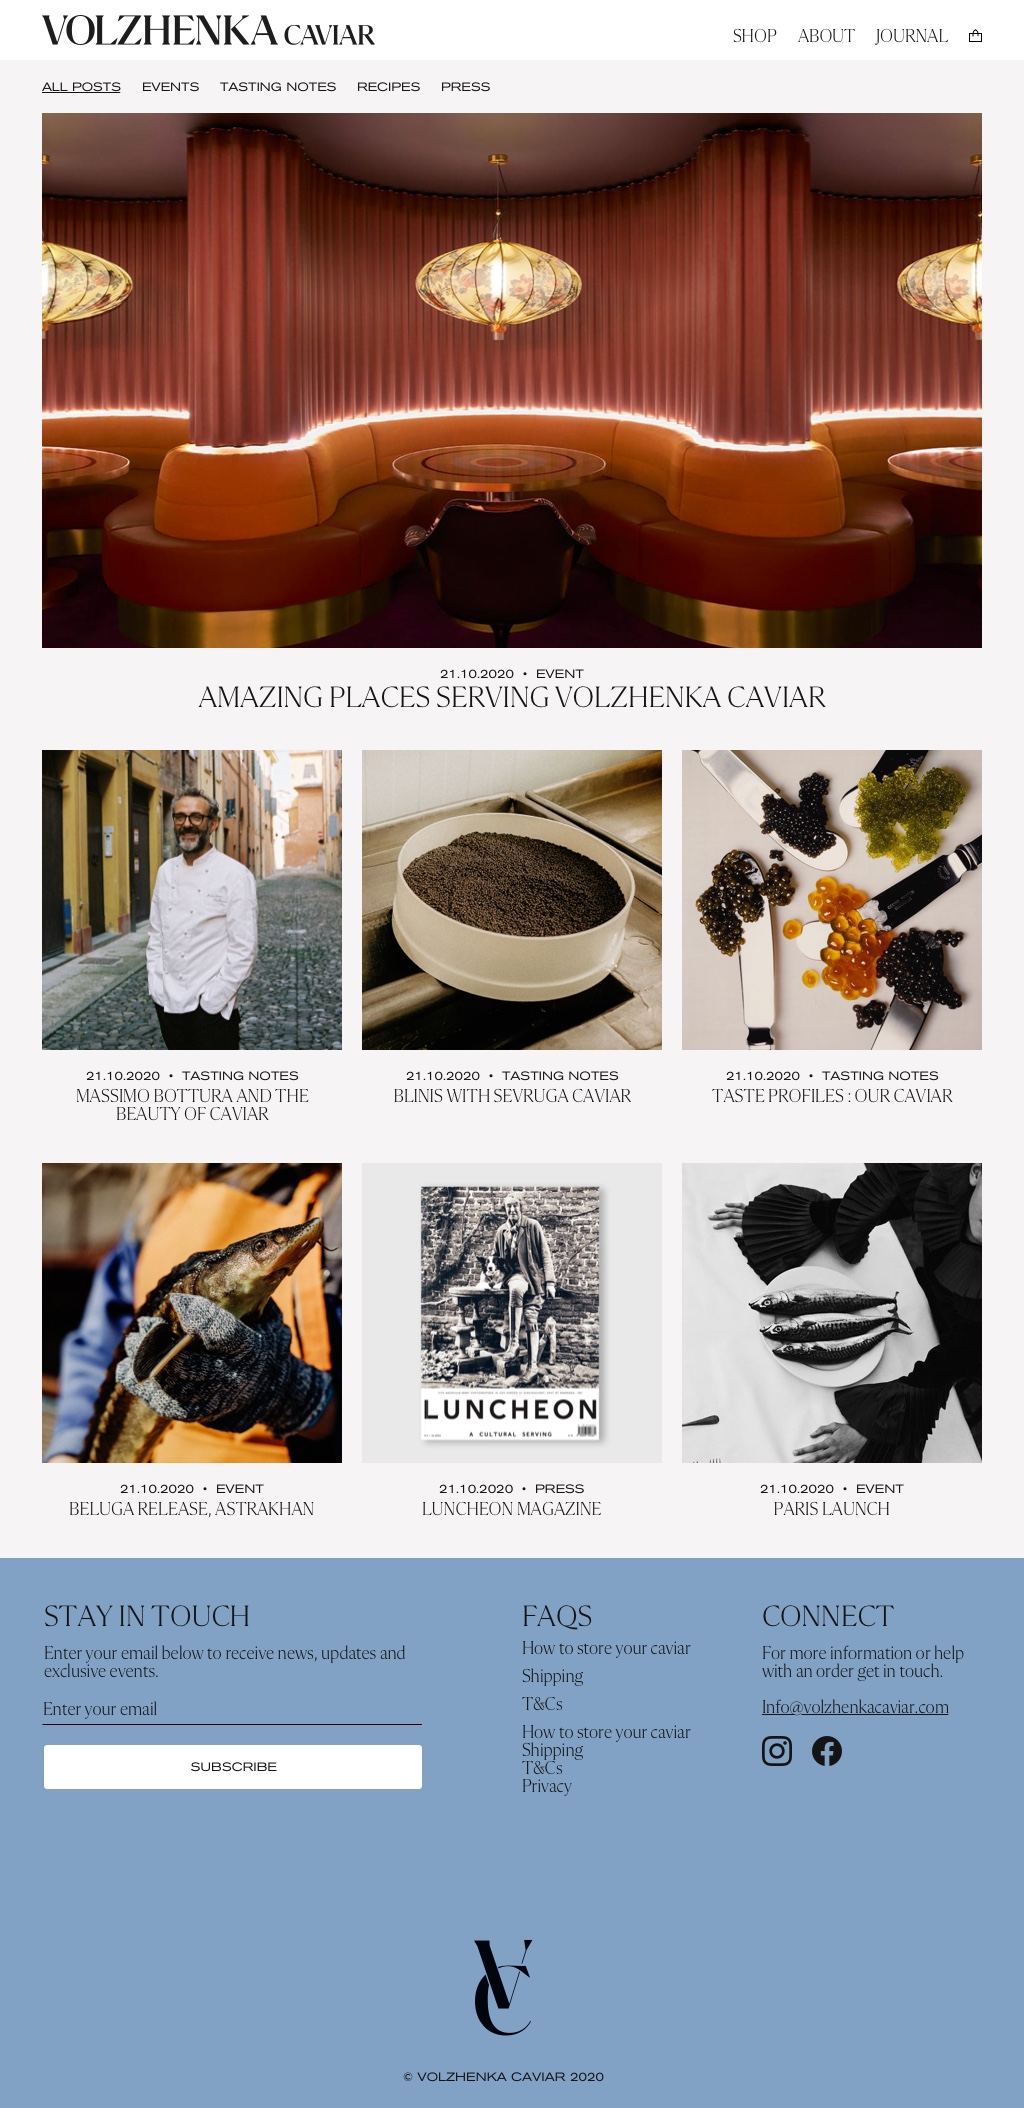 VOLZHENKA CAVIAR
SHOP ABOUT JOURNAL
ALL POSTS EVENTS TASTING NOTES RECIPES PRESS
21.10.2020 • EVENT
AMAZING PLACES SERVING VOLZHENKA CAVIAR
21.10.2020 • TASTING NOTES
MASSIMO BOTTURA AND THE
BEAUTY OF CAVIAR
21.10.2020 • TASTING NOTES
BLINIS WITH SEVRUGA CAVIAR
21.10.2020 • TASTING NOTES
TASTE PROFILES : OUR CAVIAR
LUNCHEON
A CULTURAL SERVING
21.10.2020 • EVENT
BELUGA RELEASE, ASTRAKHAN
21.10.2020 • PRESS
LUNCHEON MAGAZINE
21.10.2020 • EVENT
PARIS LAUNCH
STAY IN TOUCH
Enter your email below to receive news, updates and
exclusive events.
Enter your email
SUBSCRIBE
FAQS
How to store your caviar
Shipping
T&Cs
How to store your caviar
Shipping
T&Cs
Privacy
CONNECT
For more information or help
with an order get in touch.
Info@volzhenkacaviar.com
VC
© VOLZHENKA CAVIAR 2020